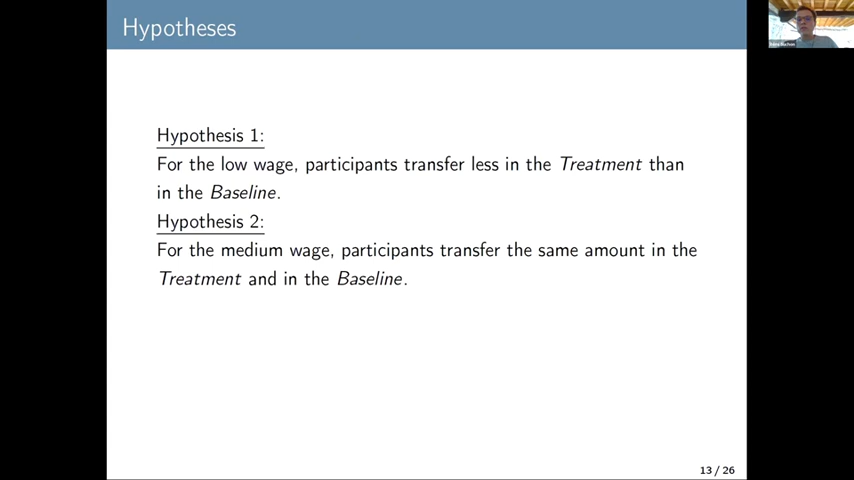 Hypotheses
Hypothesis 1:
For the low wage, participants transfer less in the Treatment than
in the Baseline.
Hypothesis 2:
For the medium wage, participants transfer the same amount in the
Treatment and in the Baseline.
13 / 26